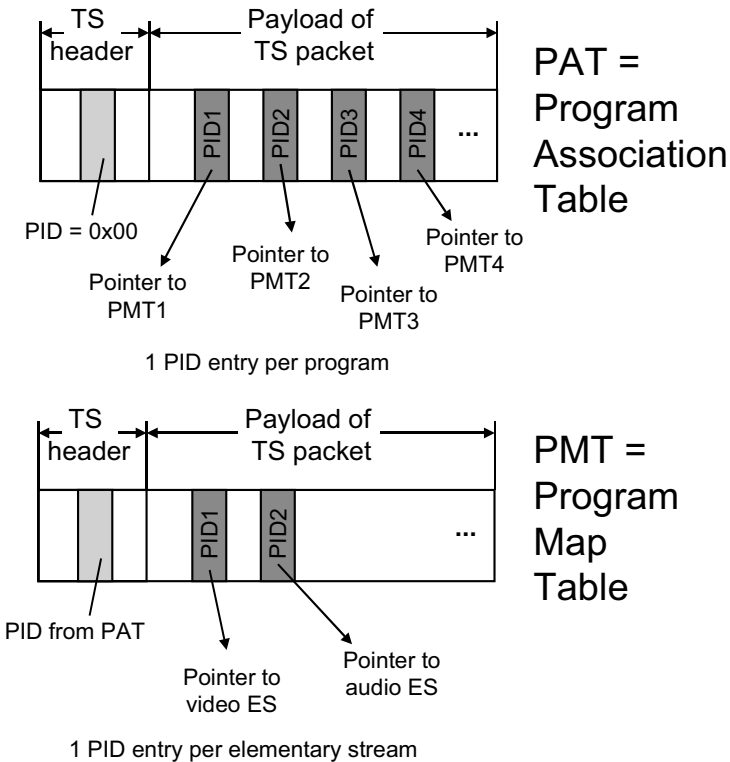 TS
header
Payload of
TS packet
PAT =
Program
Association
Table
PID1
PID2
PID3
PID4
...
PID = 0x00
Pointer to
PMT1
Pointer to
PMT2
Pointer to
PMT3
Pointer to
PMT4
1 PID entry per program
TS
header
Payload of
TS packet
PMT =
Program
Map
Table
PID1
PID2
...
PID from PAT
Pointer to
video ES
Pointer to
audio ES
1 PID entry per elementary stream